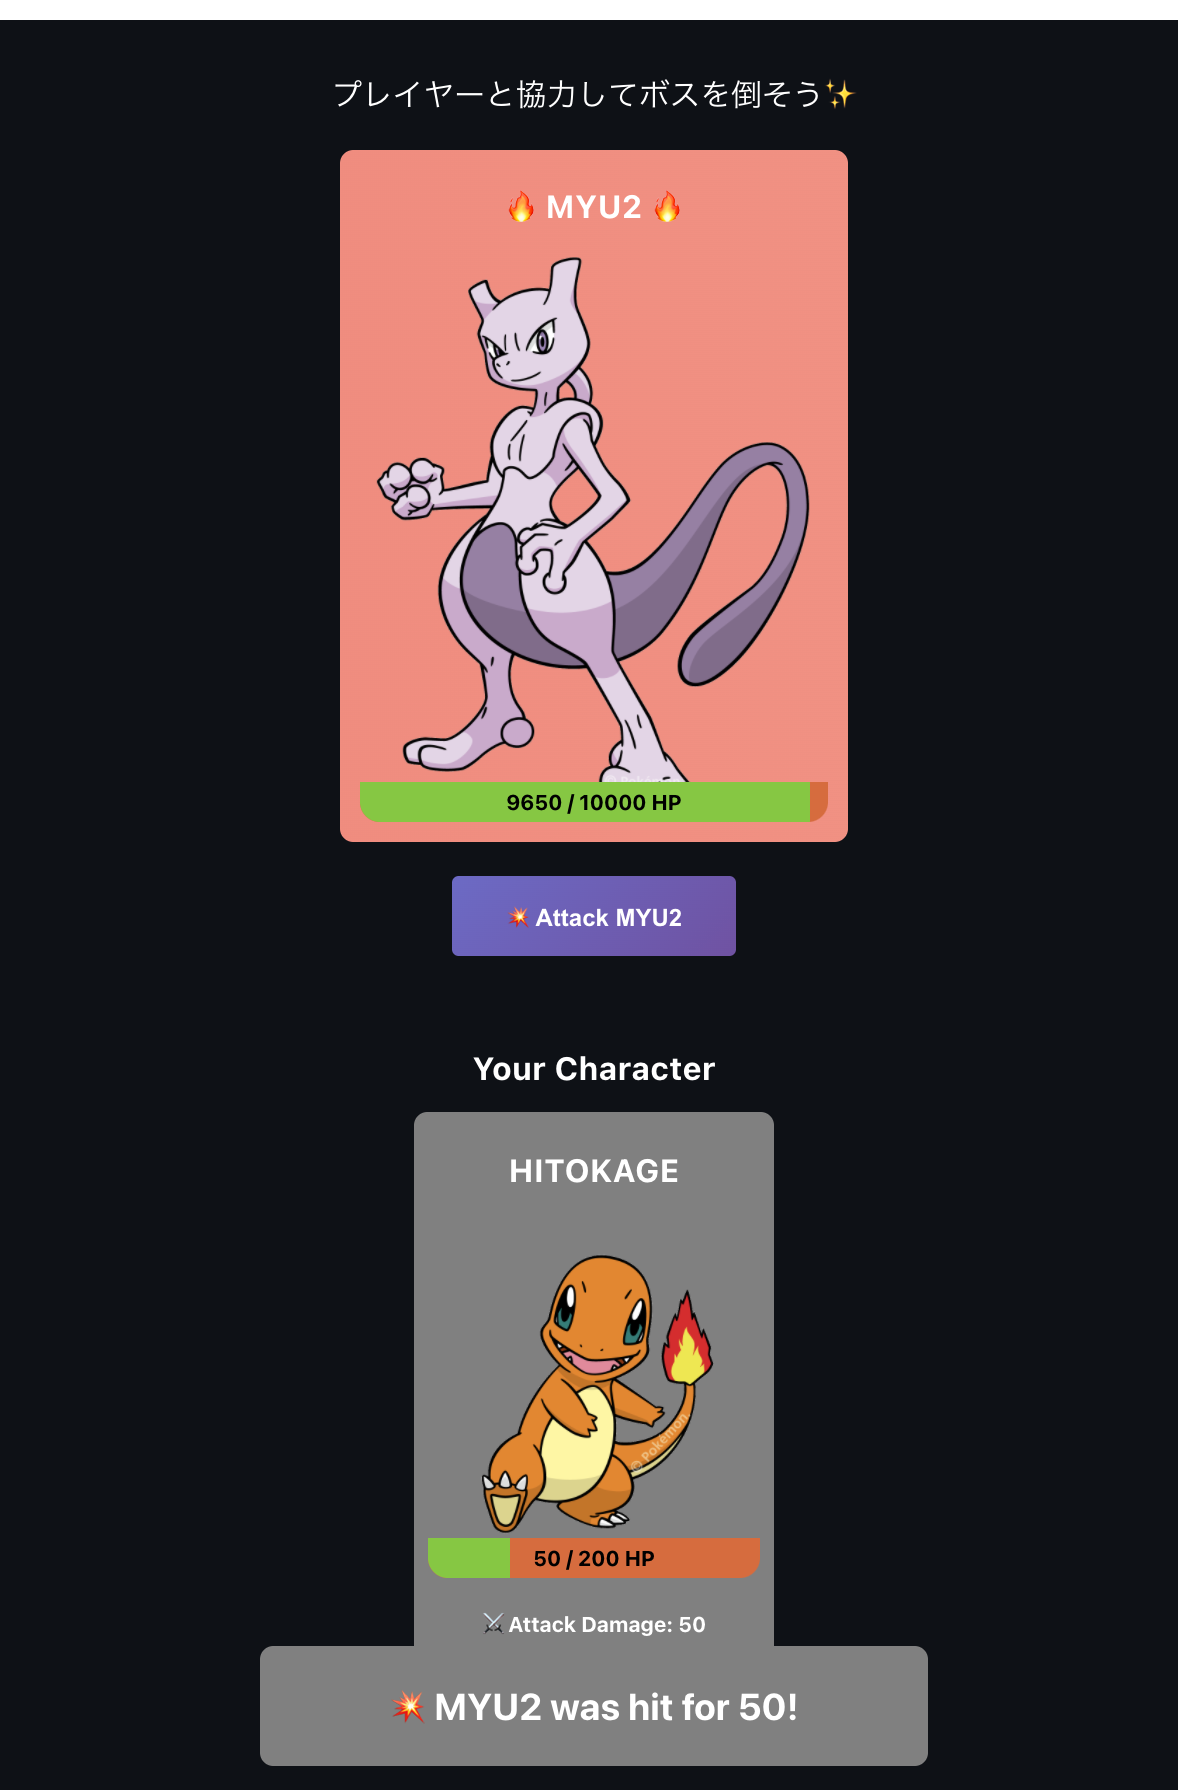 プレイヤーと協力してボスを倒そう✨
🔥 MYU2 🔥
9650 / 10000 HP
💥 Attack MYU2
Your Character
HITOKAGE
© Pokémon
50 / 200 HP
⚔ Attack Damage: 50
💥 MYU2 was hit for 50!